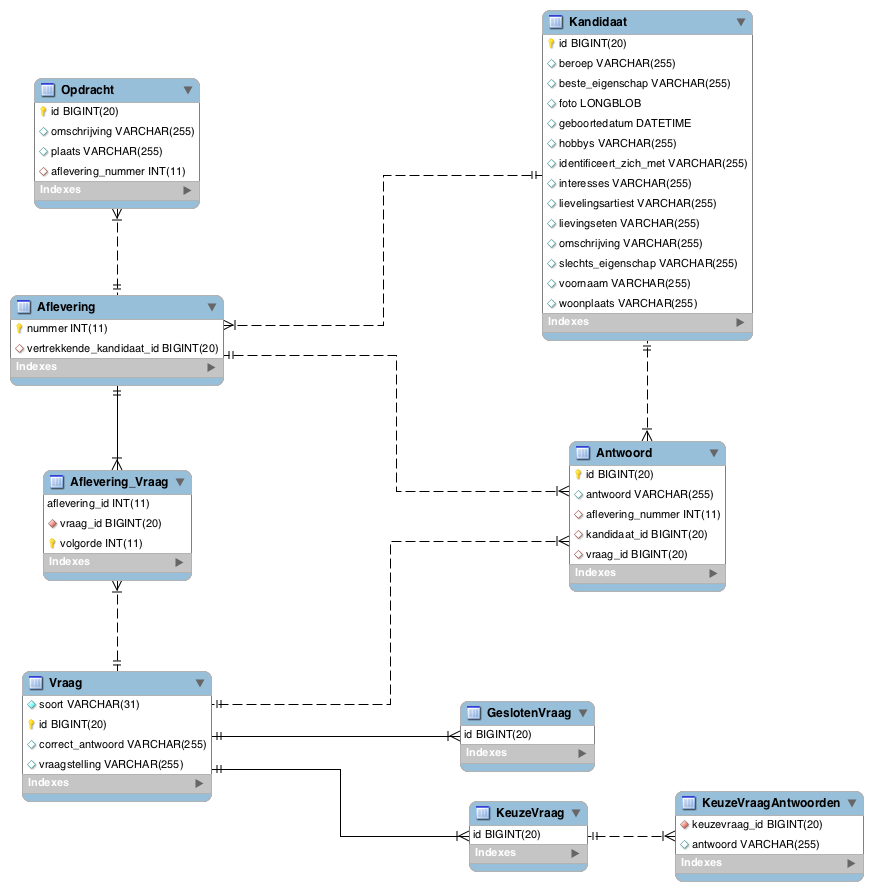 Kandidaat
id BIGINT(20)
beroep VARCHAR(255)
beste_eigenschap VARCHAR(255)
foto LONGBLOB
geboortedatum DATETIME
hobbys VARCHAR(255)
identificeert_zich_met VARCHAR(255)
interesses VARCHAR(255)
lievelingsartiest VARCHAR(255)
lievingseten VARCHAR(255)
omschrijving VARCHAR(255)
slechts_eigenschap VARCHAR(255)
voornaam VARCHAR(255)
woonplaats VARCHAR(255)
Indexes
Opdracht
id BIGINT(20)
omschrijving VARCHAR(255)
plaats VARCHAR(255)
aflevering_nummer INT(11)
Indexes
Aflevering
nummer INT(11)
vertrekkende_kandidaat_id BIGINT(20)
Indexes
Antwoord
id BIGINT(20)
antwoord VARCHAR(255)
aflevering_nummer INT(11)
kandidaat_id BIGINT(20)
vraag_id BIGINT(20)
Indexes
Aflevering_Vraag
aflevering_id INT(11)
vraag_id BIGINT(20)
volgorde INT(11)
Indexes
Vraag
soort VARCHAR(31)
id BIGINT(20)
correct_antwoord VARCHAR(255)
vraagstelling VARCHAR(255)
Indexes
GeslotenVraag
id BIGINT(20)
Indexes
KeuzeVraag
id BIGINT(20)
Indexes
KeuzeVraagAntwoorden
keuzevraag_id BIGINT(20)
antwoord VARCHAR(255)
Indexes